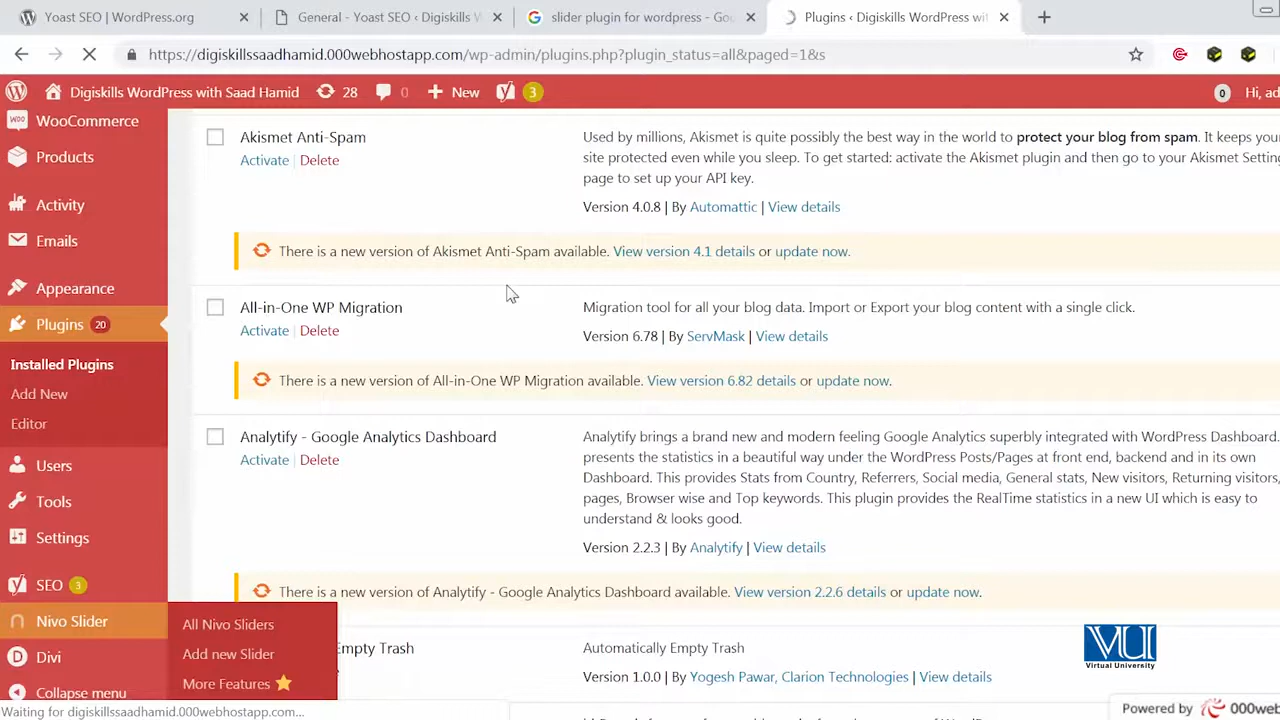 Yoast SEO | WordPress.org
General - Yoast SEO ‹ Digiskills W
slider plugin for wordpress - Goo
Plugins ‹ Digiskills WordPress wit
https://digiskillssaadhamid.000webhostapp.com/wp-admin/plugins.php?plugin_status=all&paged=1&s
Digiskills WordPress with Saad Hamid
28
0
New
3
0
Hi, ad
WooCommerce
Products
Activity
Emails
Appearance
Plugins 20
Installed Plugins
Add New
Editor
Users
Tools
Settings
SEO 3
Nivo Slider
Divi
Collapse menu
All Nivo Sliders
Add new Slider
More Features
Akismet Anti-Spam
Activate | Delete
Used by millions, Akismet is quite possibly the best way in the world to protect your blog from spam. It keeps your
site protected even while you sleep. To get started: activate the Akismet plugin and then go to your Akismet Setting
page to set up your API key.
Version 4.0.8 | By Automattic | View details
There is a new version of Akismet Anti-Spam available. View version 4.1 details or update now.
All-in-One WP Migration
Activate | Delete
Migration tool for all your blog data. Import or Export your blog content with a single click.
Version 6.78 | By ServMask | View details
There is a new version of All-in-One WP Migration available. View version 6.82 details or update now.
Analytify - Google Analytics Dashboard
Activate | Delete
Analytify brings a brand new and modern feeling Google Analytics superbly integrated with WordPress Dashboard.
presents the statistics in a beautiful way under the WordPress Posts/Pages at front end, backend and in its own
Dashboard. This provides Stats from Country, Referrers, Social media, General stats, New visitors, Returning visitors,
pages, Browser wise and Top keywords. This plugin provides the RealTime statistics in a new UI which is easy to
understand & looks good.
Version 2.2.3 | By Analytify | View details
There is a new version of Analytify - Google Analytics Dashboard available. View version 2.2.6 details or update now.
Empty Trash
Automatically Empty Trash
Version 1.0.0 | By Yogesh Pawar, Clarion Technologies | View details
VU
Virtual University
Waiting for digiskillssaadhamid.000webhostapp.com...
Powered by 000web